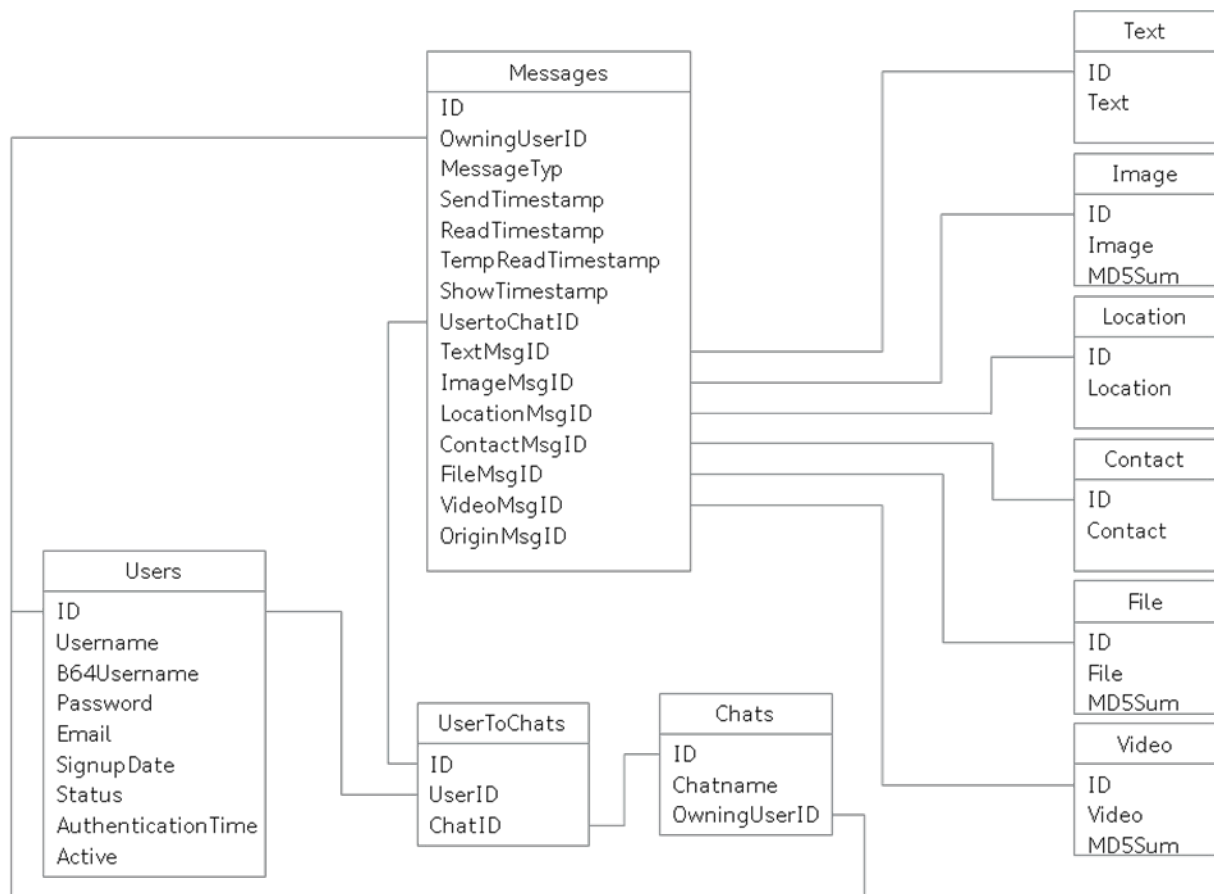 Messages
ID
OwningUserID
MessageTyp
SendTimestamp
ReadTimestamp
TempReadTimestamp
ShowTimestamp
UsertoChatID
TextMsgID
ImageMsgID
LocationMsgID
ContactMsgID
FileMsgID
VideoMsgID
OriginMsgID
Text
ID
Text
Image
ID
Image
MD5Sum
Location
ID
Location
Contact
ID
Contact
File
ID
File
MD5Sum
Video
ID
Video
MD5Sum
Users
ID
Username
B64Username
Password
Email
SignupDate
Status
AuthenticationTime
Active
UserToChats
ID
UserID
ChatID
Chats
ID
Chatname
OwningUserID